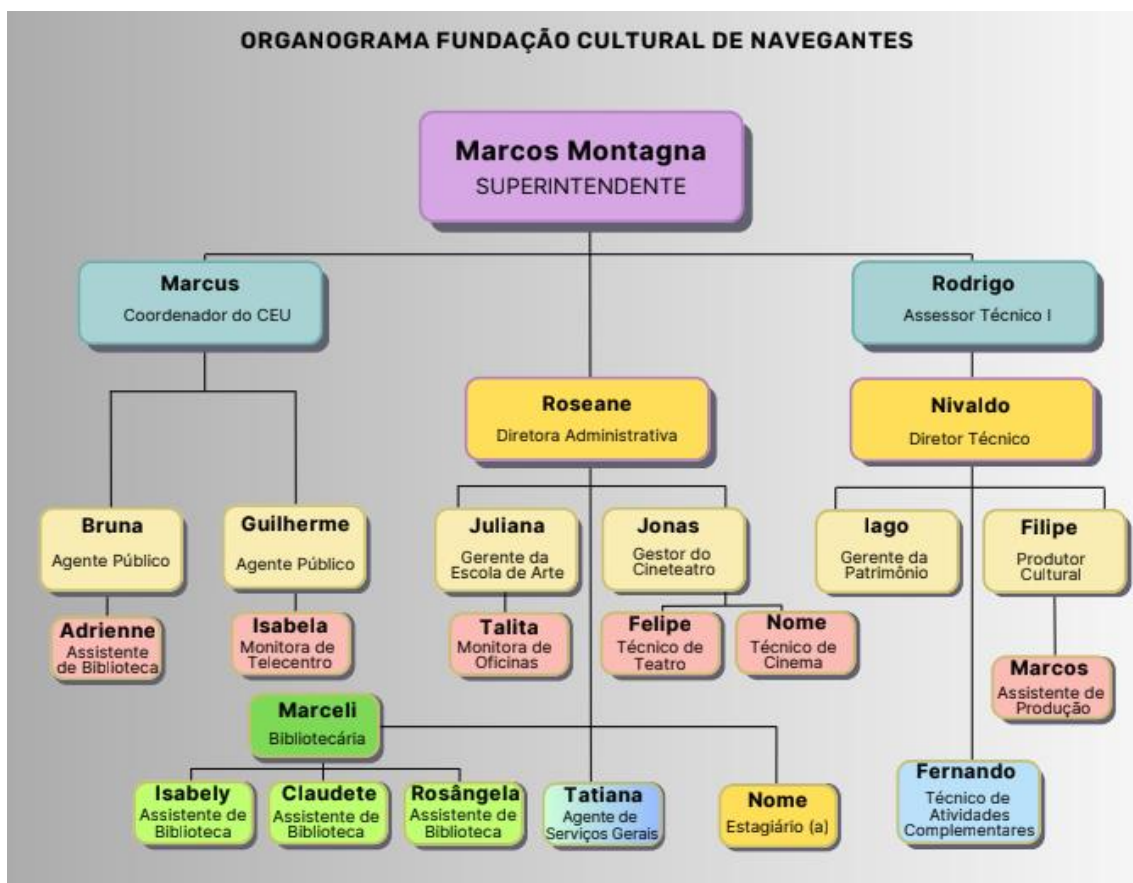 ORGANOGRAMA FUNDAÇÃO CULTURAL DE NAVEGANTES
Marcos Montagna
SUPERINTENDENTE
Marcus
Coordenador do CEU
Rodrigo
Assessor Técnico I
Roseane
Diretora Administrativa
Nivaldo
Diretor Técnico
Bruna
Agente Público
Guilherme
Agente Público
Juliana
Gerente da
Escola de Arte
Jonas
Gestor do
Cineteatro
Iago
Gerente da
Patrimônio
Filipe
Produtor
Cultural
Adrienne
Assistente
de Biblioteca
Isabela
Monitora de
Telecentro
Talita
Monitora de
Oficinas
Felipe
Técnico de
Teatro
Nome
Técnico de
Cinema
Marcos
Assistente de
Produção
Marceli
Bibliotecária
Isabely
Assistente de
Biblioteca
Claudete
Assistente de
Biblioteca
Rosângela
Assistente de
Biblioteca
Tatiana
Agente de
Serviços Gerais
Nome
Estagiário (a)
Fernando
Técnico de
Atividades
Complementares